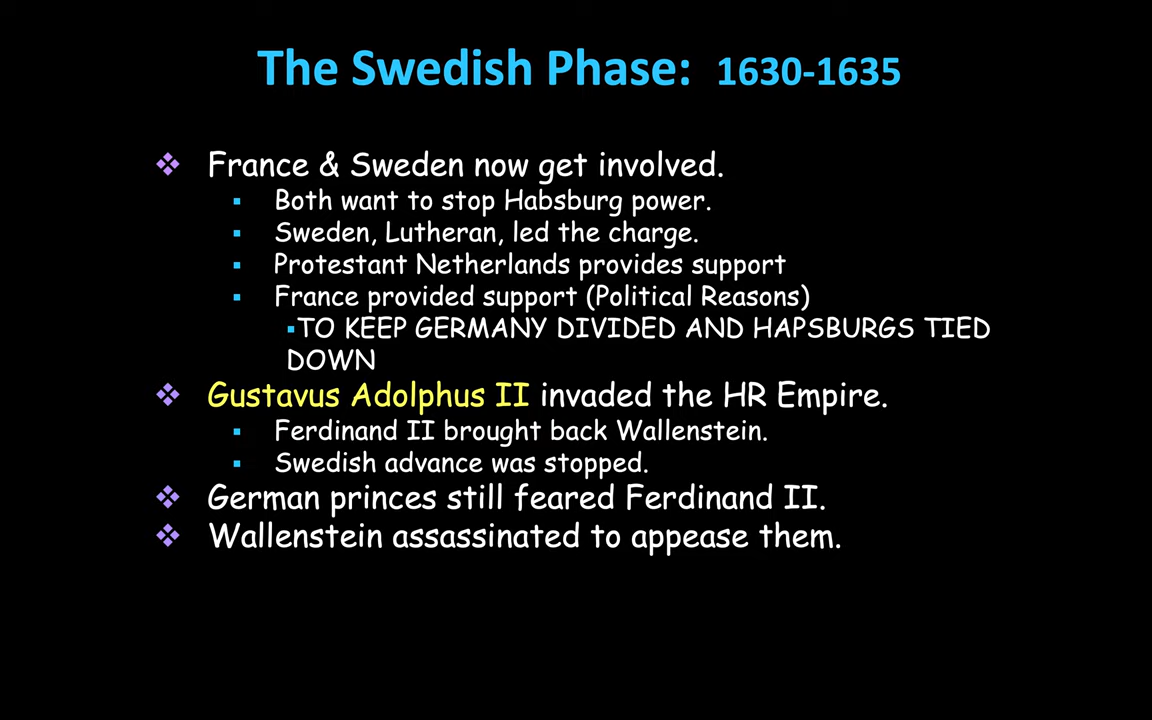 The Swedish Phase: 1630-1635
❖ France & Sweden now get involved.
▪ Both want to stop Habsburg power.
▪ Sweden, Lutheran, led the charge.
▪ Protestant Netherlands provides support
▪ France provided support (Political Reasons)
▪TO KEEP GERMANY DIVIDED AND HAPSBURGS TIED
DOWN
❖ Gustavus Adolphus II invaded the HR Empire.
▪ Ferdinand II brought back Wallenstein.
▪ Swedish advance was stopped.
❖ German princes still feared Ferdinand II.
❖ Wallenstein assassinated to appease them.